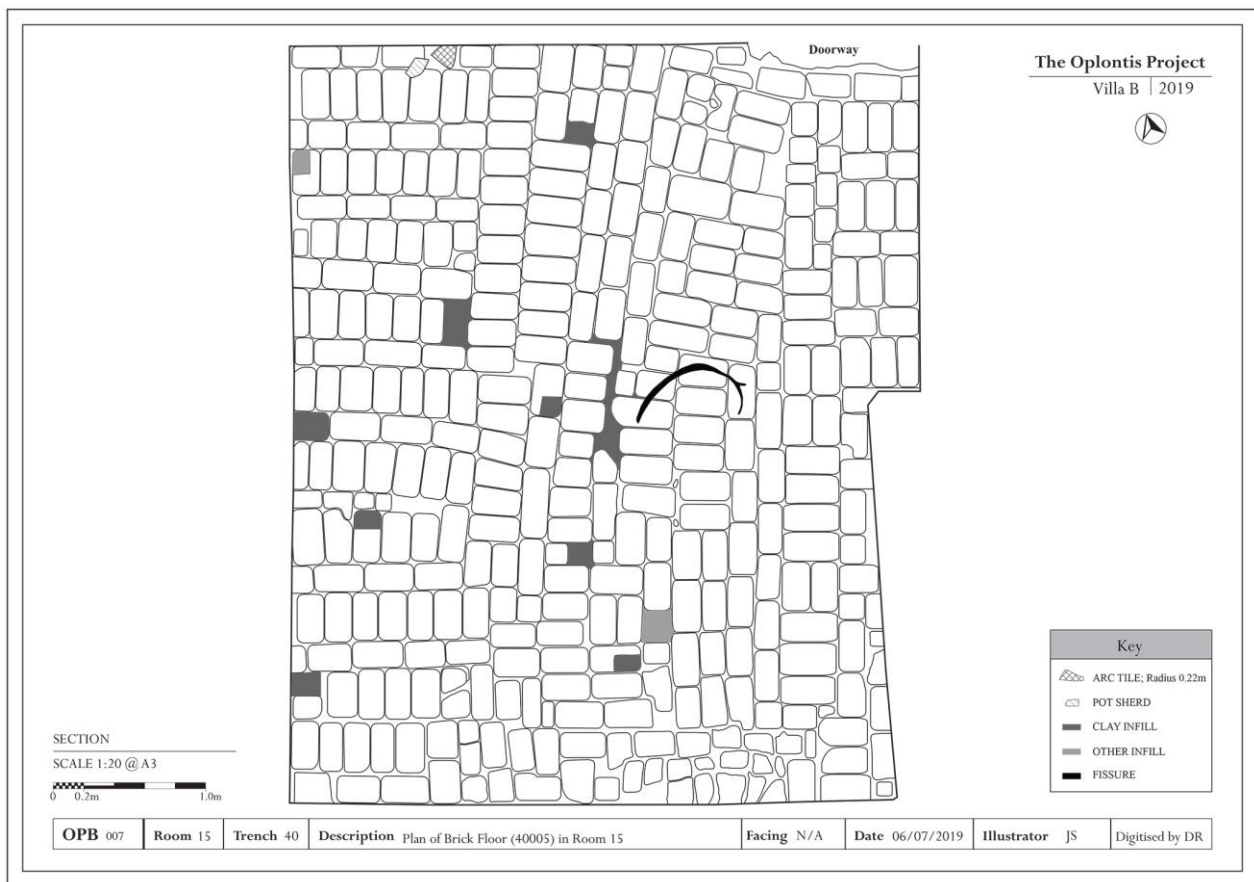 Doorway
The Oplontis Project
Villa B | 2019
Key
ARC TILE; Radius 0.22m
POT SHERD
CLAY INFILL
OTHER INFILL
FISSURE
SECTION
SCALE 1:20 @ A3
0 0.2m 1.0m
OPB 007 Room 15 Trench 40 Description Plan of Brick Floor (40005) in Room 15 Facing N/A Date 06/07/2019 Illustrator JS Digitised by DR